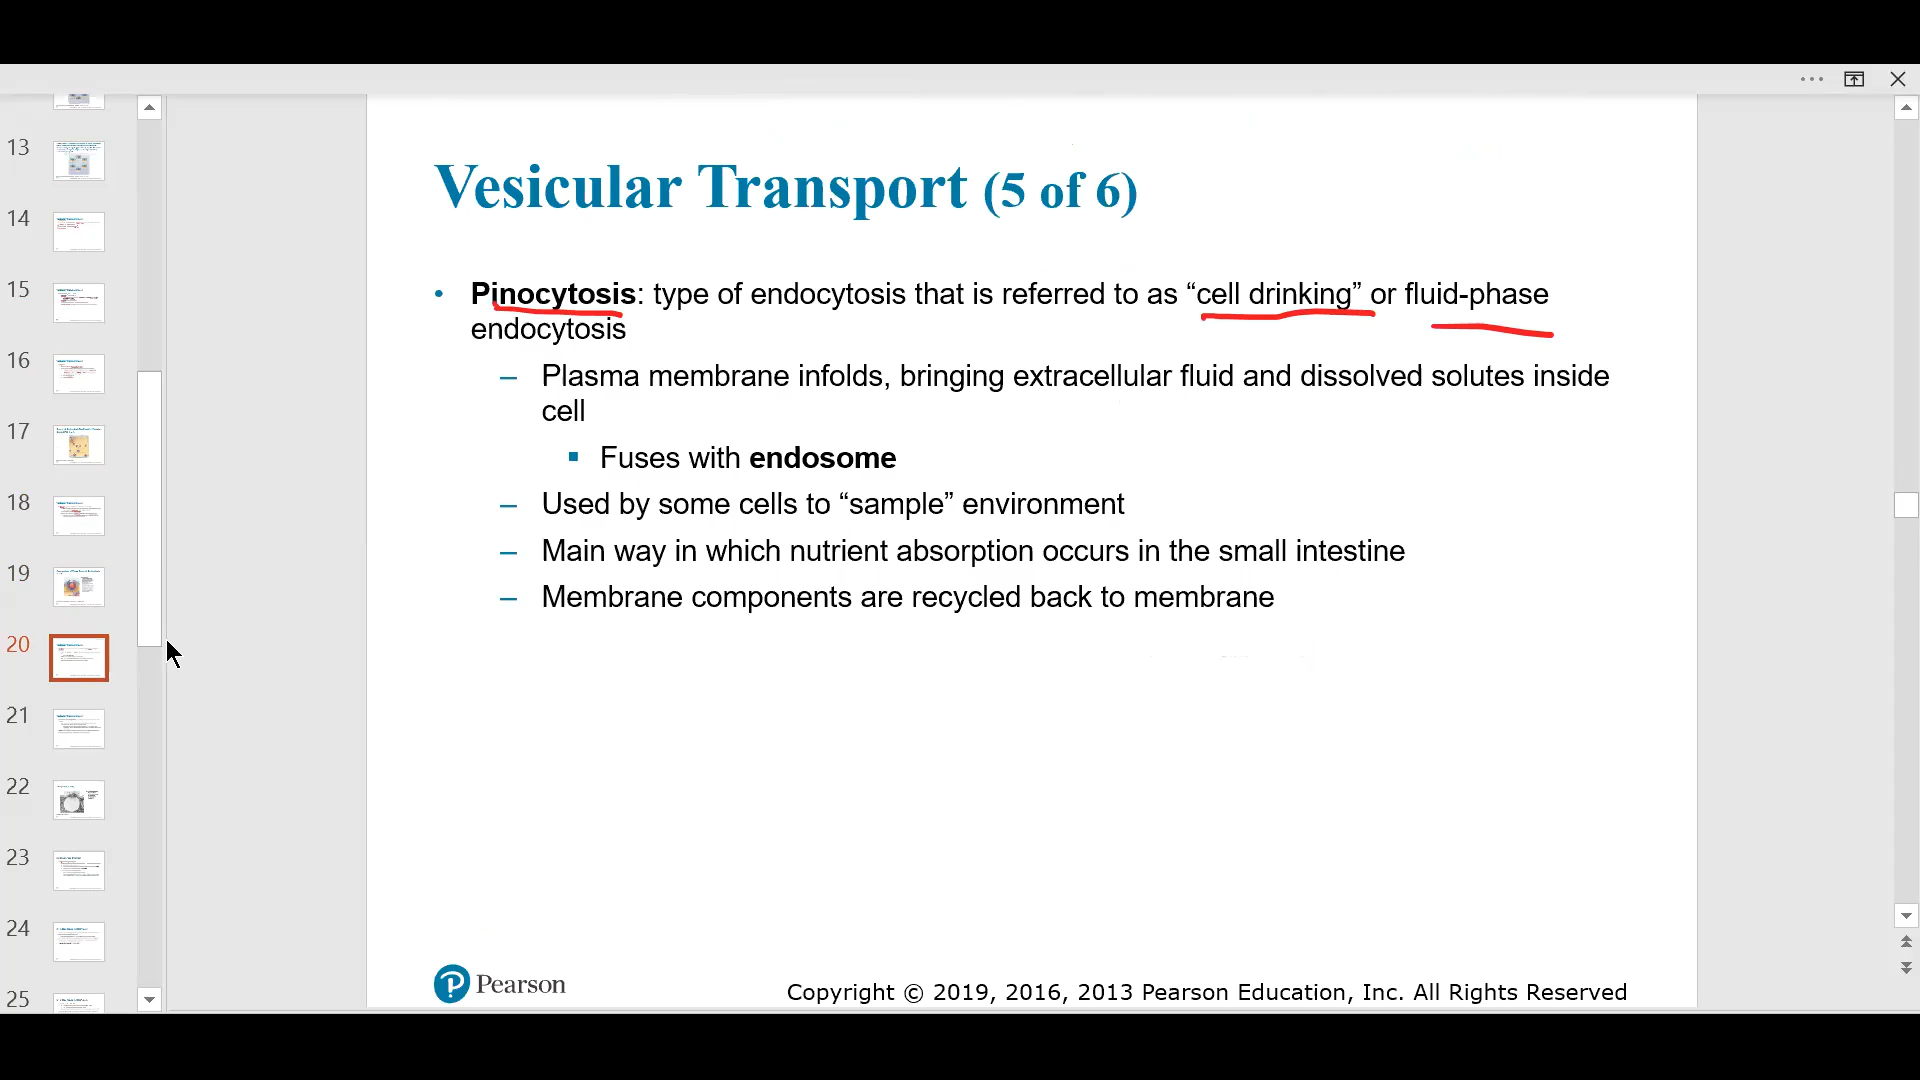 Vesicular Transport (5 of 6)
• Pinocytosis: type of endocytosis that is referred to as “cell drinking” or fluid-phase
endocytosis
– Plasma membrane infolds, bringing extracellular fluid and dissolved solutes inside
cell
▪ Fuses with endosome
– Used by some cells to “sample” environment
– Main way in which nutrient absorption occurs in the small intestine
– Membrane components are recycled back to membrane
Pearson
Copyright © 2019, 2016, 2013 Pearson Education, Inc. All Rights Reserved
13
14
15
16
17
18
19
20
21
22
23
24
25